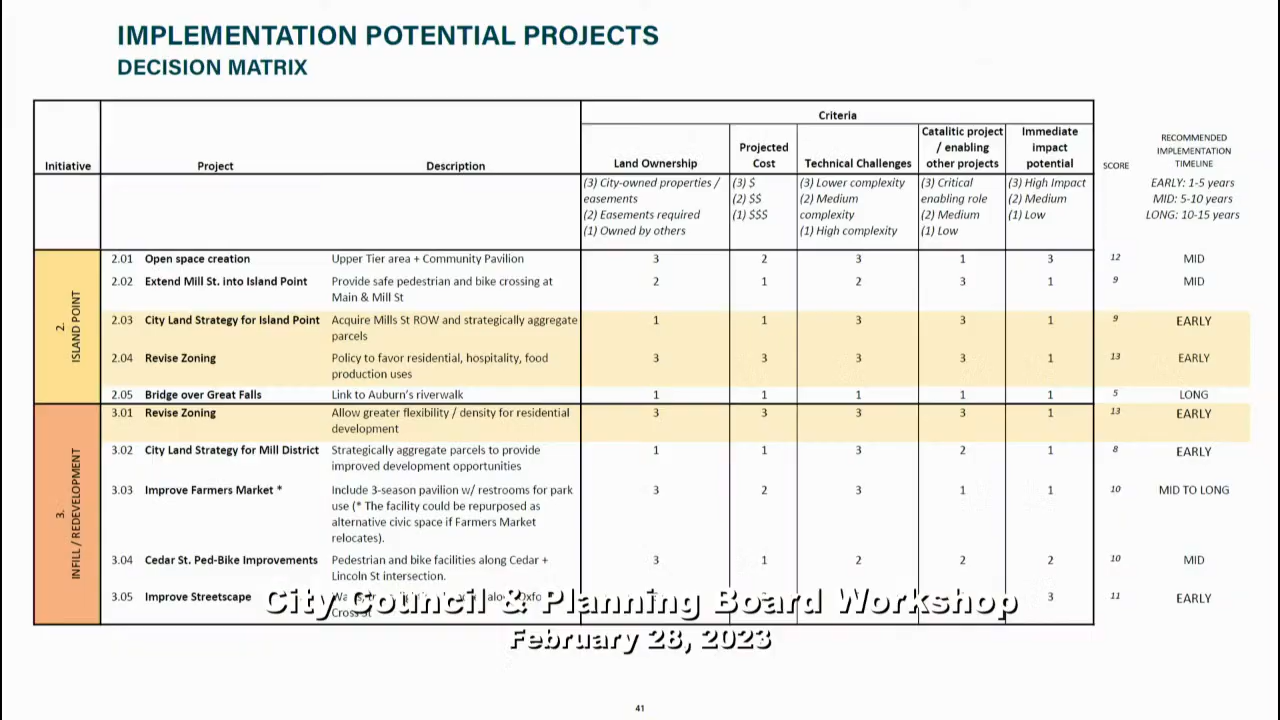 IMPLEMENTATION POTENTIAL PROJECTS
DECISION MATRIX
Criteria
Initiative Project Description Land Ownership Projected Cost Technical Challenges Catalitic project / enabling other projects Immediate impact potential SCORE RECOMMENDED IMPLEMENTATION TIMELINE
(3) City-owned properties / easements (3) $ (3) Lower complexity (3) Critical enabling role (3) High Impact EARLY: 1-5 years
(2) Easements required (2) $$ (2) Medium complexity (2) Medium (2) Medium MID: 5-10 years
(1) Owned by others (1) $$$ (1) High complexity (1) Low (1) Low LONG: 10-15 years
2. ISLAND POINT
2.01 Open space creation Upper Tier area + Community Pavilion 3 2 3 1 3 12 MID
2.02 Extend Mill St. into Island Point Provide safe pedestrian and bike crossing at 2 1 2 3 1 9 MID
Main & Mill St
2.03 City Land Strategy for Island Point Acquire Mills St ROW and strategically aggregate 1 1 3 3 1 9 EARLY
parcels
2.04 Revise Zoning Policy to favor residential, hospitality, food 3 3 3 3 1 13 EARLY
production uses
2.05 Bridge over Great Falls Link to Auburn's riverwalk 1 1 1 1 1 5 LONG
3. INFILL / REDEVELOPMENT
3.01 Revise Zoning Allow greater flexibility / density for residential 3 3 3 3 1 13 EARLY
development
3.02 City Land Strategy for Mill District Strategically aggregate parcels to provide 1 1 3 2 1 8 EARLY
improved development opportunities
3.03 Improve Farmers Market * Include 3-season pavilion w/ restrooms for park 3 2 3 1 1 10 MID TO LONG
use (* The facility could be repurposed as
alternative civic space if Farmers Market
relocates).
3.04 Cedar St. Ped-Bike Improvements Pedestrian and bike facilities along Cedar + 3 1 2 2 2 10 MID
Lincoln St intersection.
3.05 Improve Streetscape 3 11 EARLY
Cross St
City Council & Planning Board Workshop
February 28, 2023
41